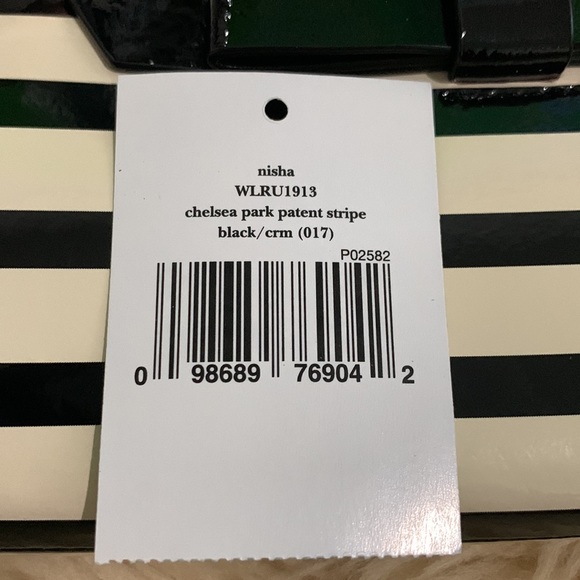 nisha
WLRU1913
chelsea park patent stripe
black/crm (017)
P02582
0 98689 76904 2